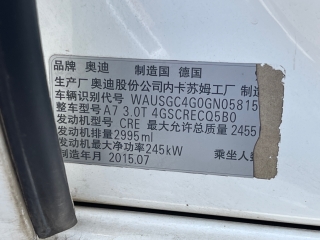 品牌 奥迪 制造国 德国
生产厂 奥迪股份公司内卡苏姆工厂 制造
车辆识别代号 WAUSGC4G0GN05815
整车型号 A7 3.0T 4GSCRECQ5B0
发动机型号 CRE 最大允许总质量 2455
发动机排量 2995ml
发动机最大净功率 245kW
制造年月 2015.07 乘坐人